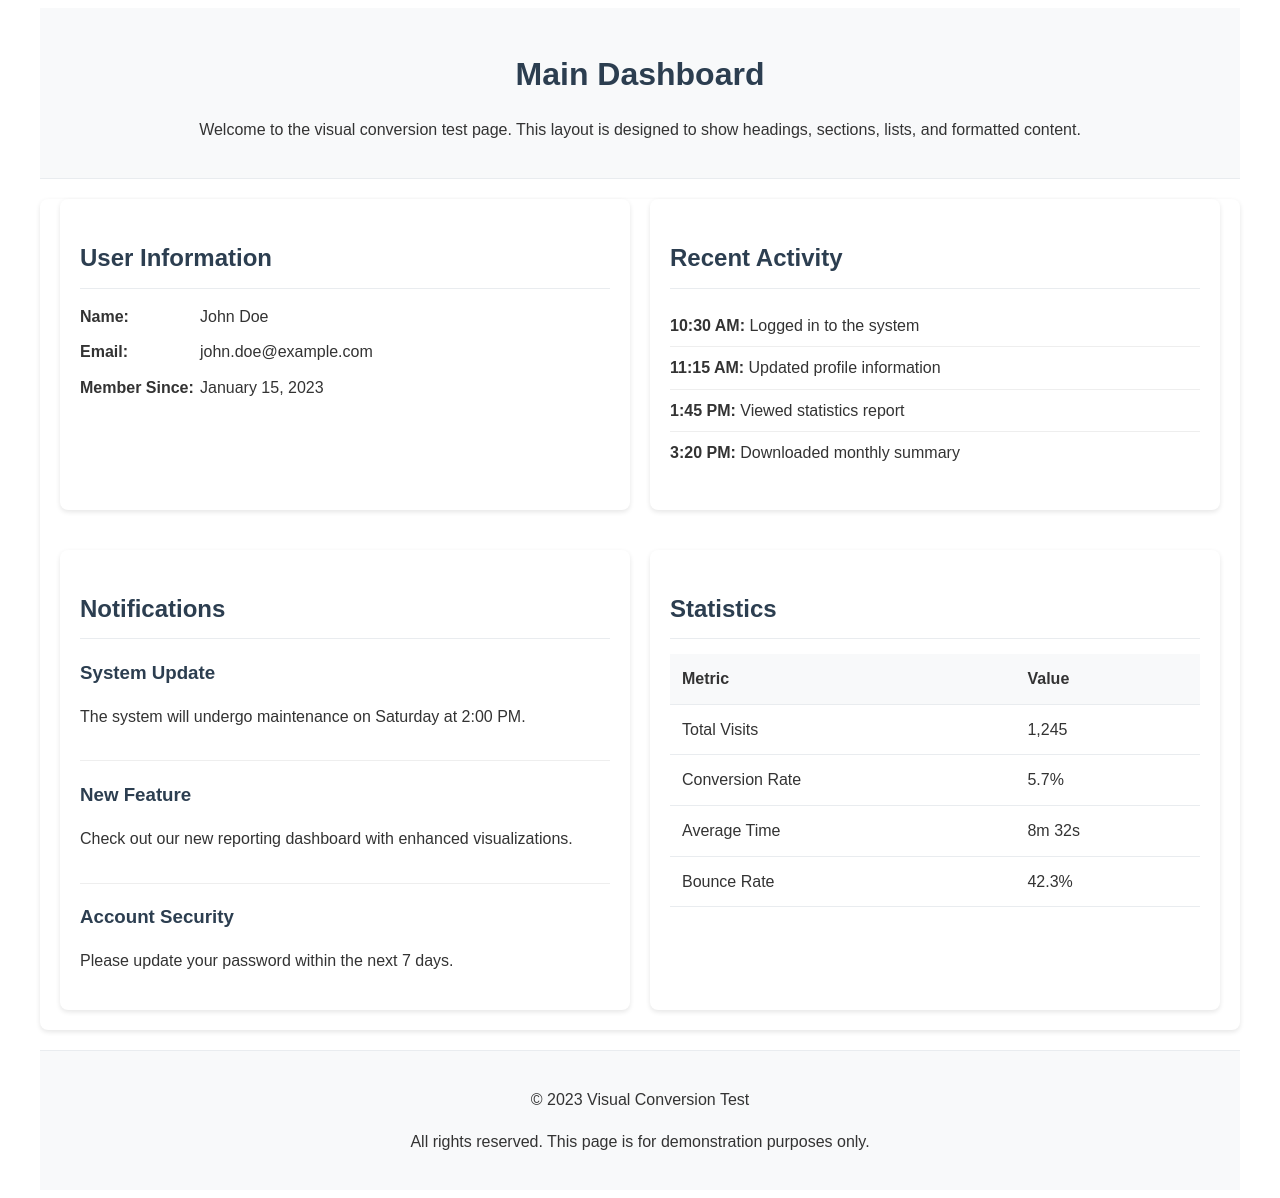 Main Dashboard
Welcome to the visual conversion test page. This layout is designed to show headings, sections, lists, and formatted content.
User Information
Name: John Doe
Email: john.doe@example.com
Member Since: January 15, 2023
Recent Activity
10:30 AM: Logged in to the system
11:15 AM: Updated profile information
1:45 PM: Viewed statistics report
3:20 PM: Downloaded monthly summary
Notifications
System Update
The system will undergo maintenance on Saturday at 2:00 PM.
New Feature
Check out our new reporting dashboard with enhanced visualizations.
Account Security
Please update your password within the next 7 days.
Statistics
Metric Value
Total Visits 1,245
Conversion Rate 5.7%
Average Time 8m 32s
Bounce Rate 42.3%
© 2023 Visual Conversion Test
All rights reserved. This page is for demonstration purposes only.